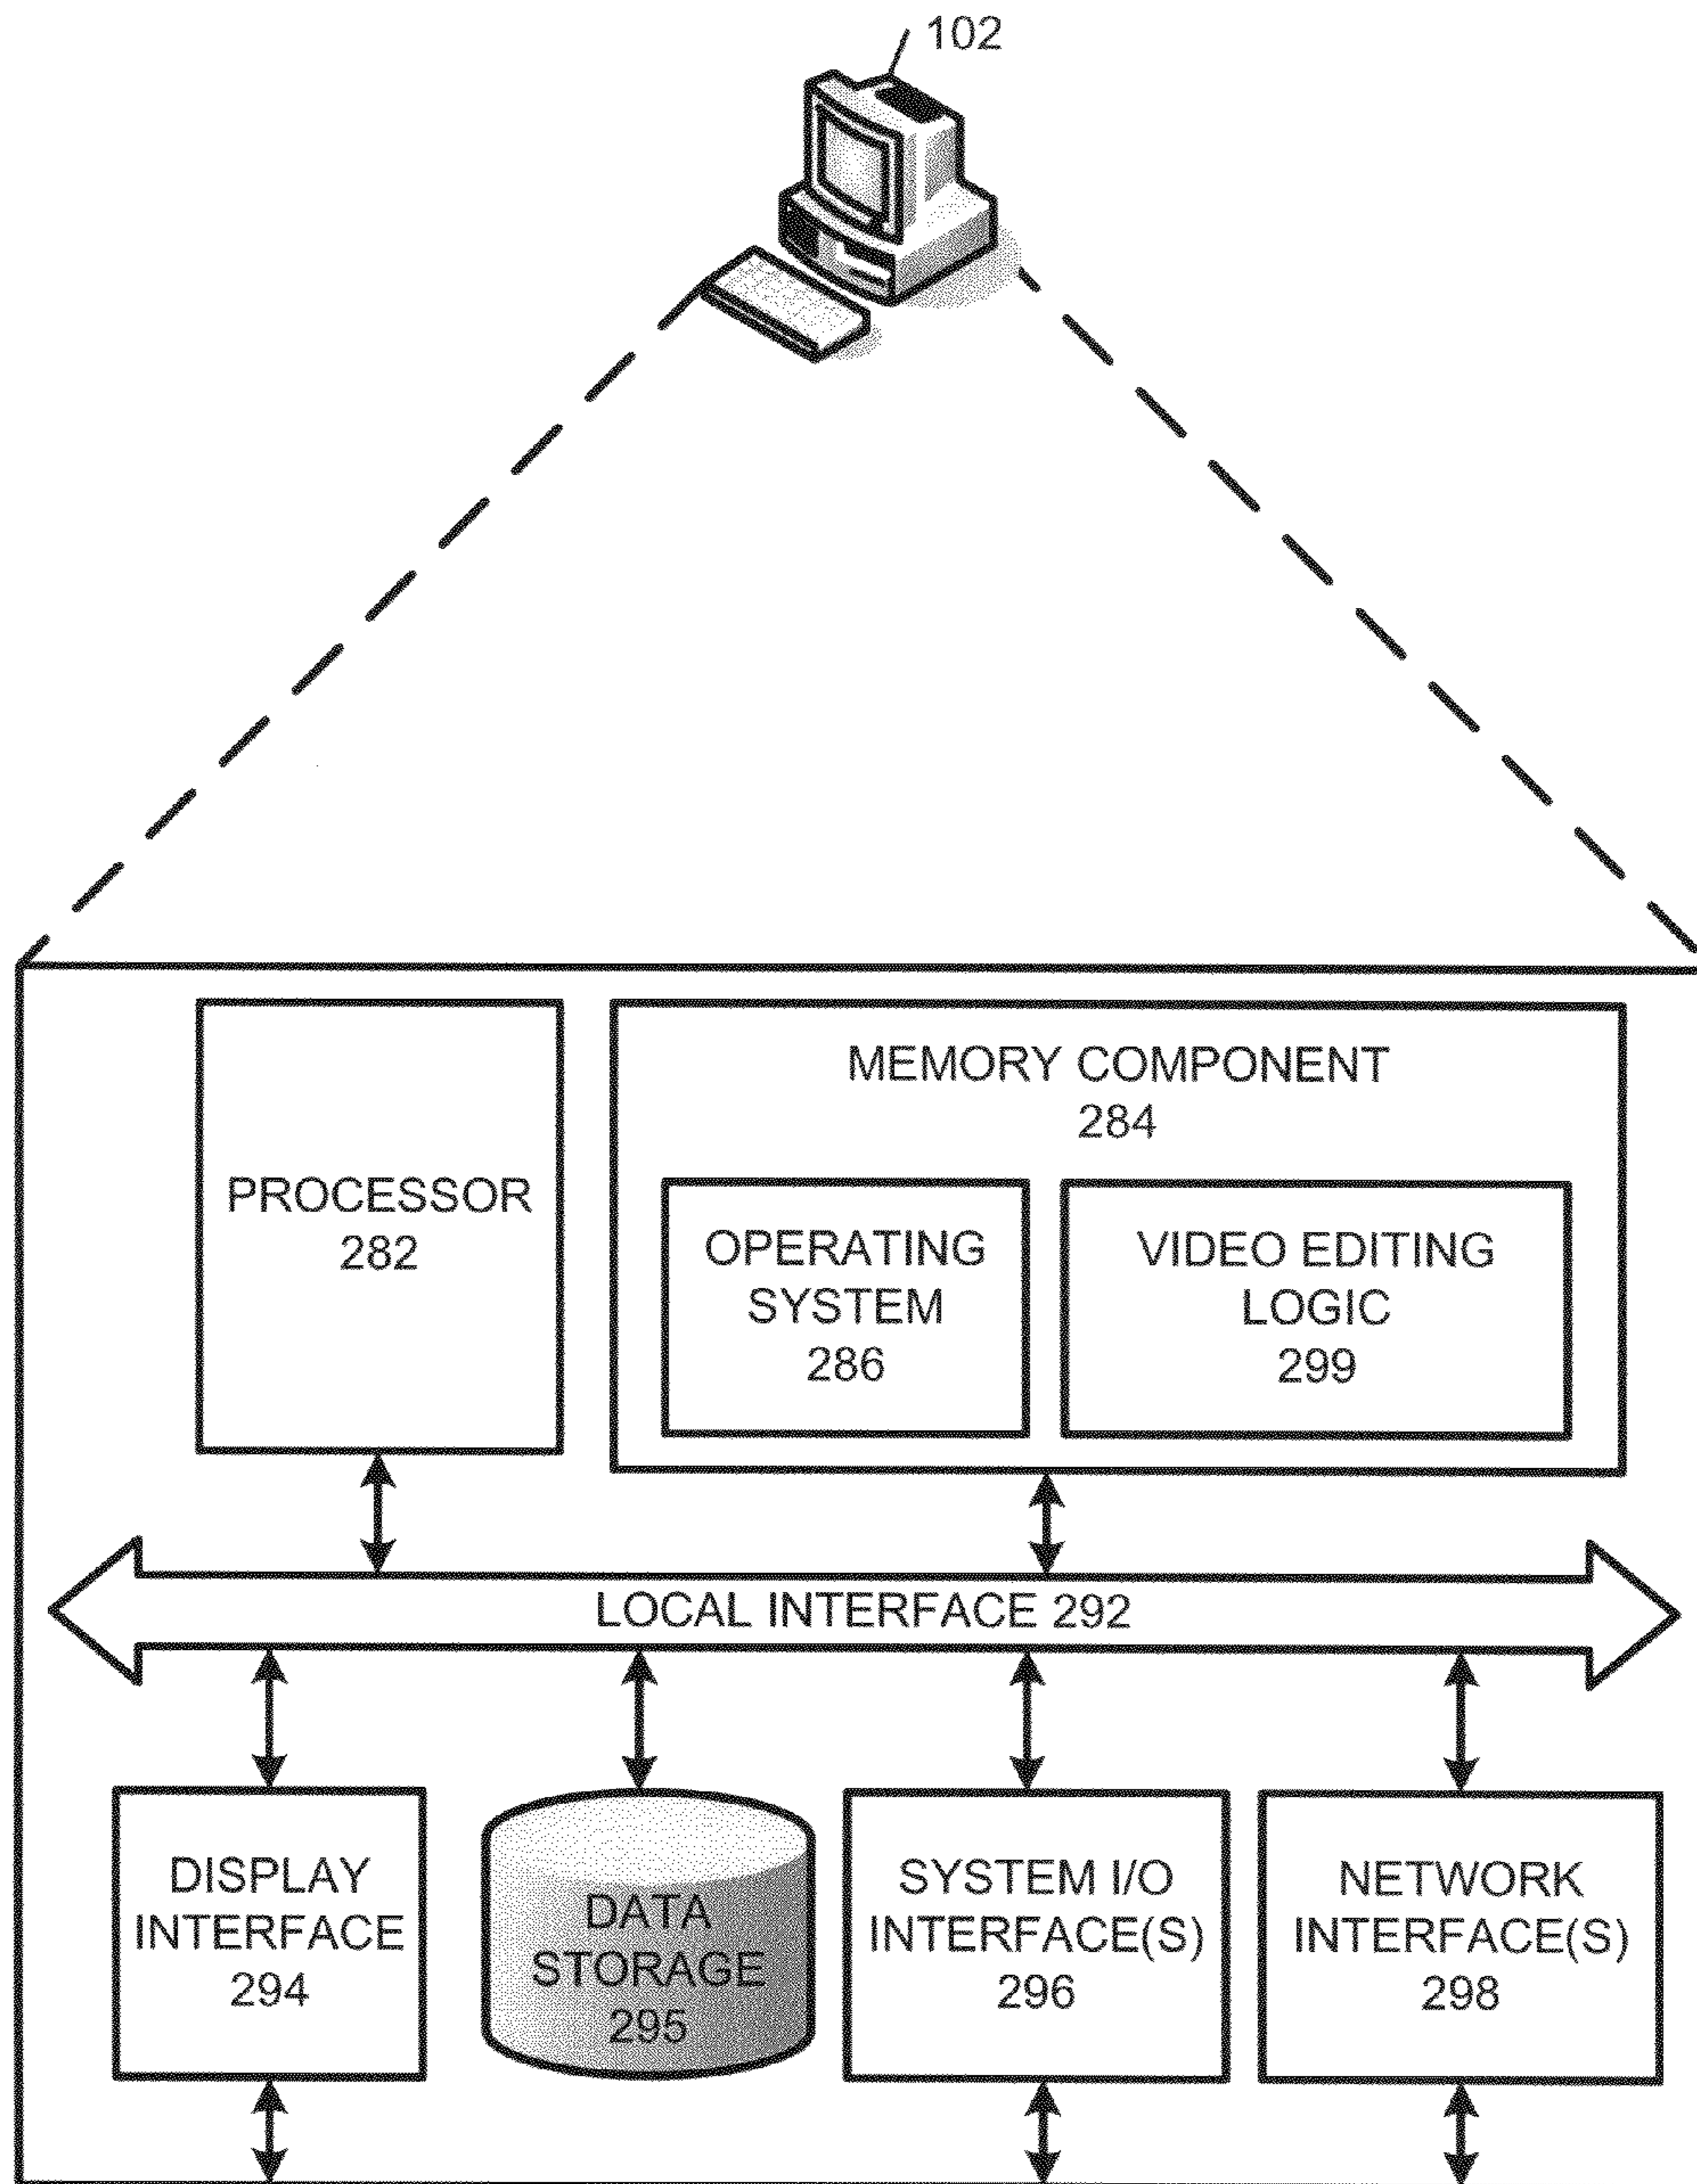 102
PROCESSOR
282
MEMORY COMPONENT
284
OPERATING
SYSTEM
286
VIDEO EDITING
LOGIC
299
LOCAL INTERFACE 292
DISPLAY
INTERFACE
294
DATA
STORAGE
295
SYSTEM I/O
INTERFACE(S)
296
NETWORK
INTERFACE(S)
298